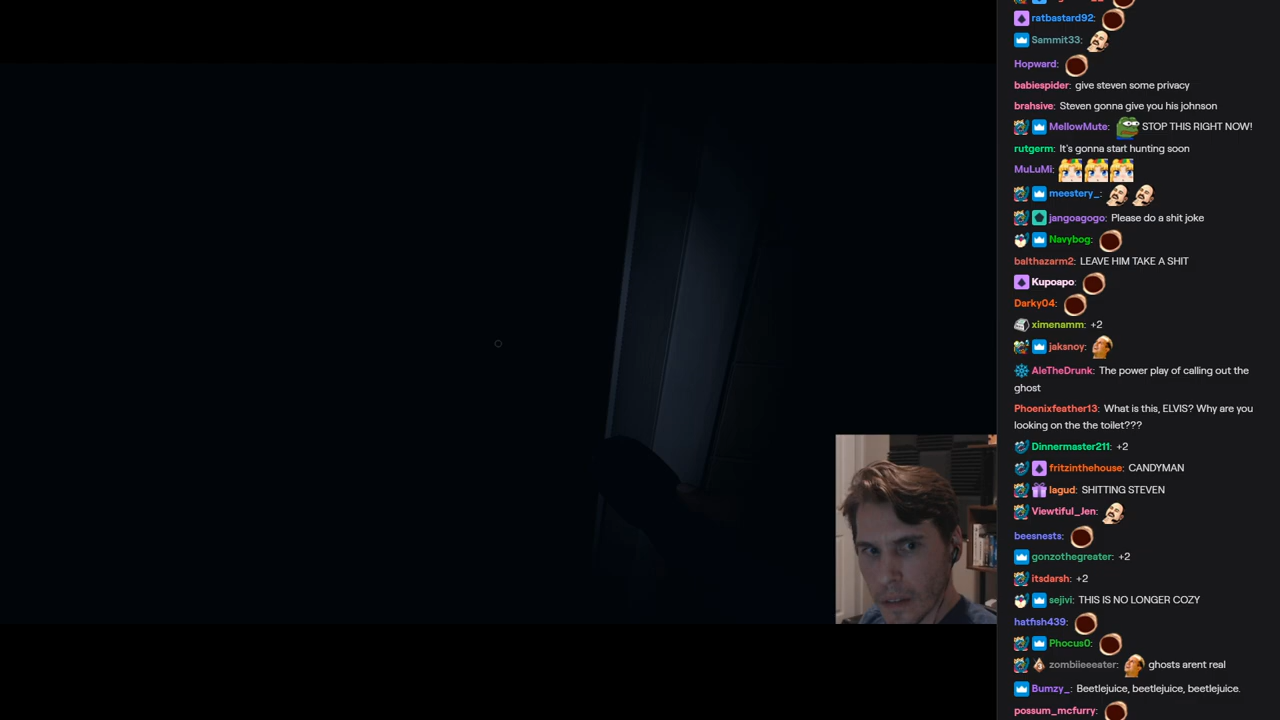 ratbastard92:
Sammit33:
Hopward:
babiespider: give steven some privacy
brahsive: Steven gonna give you his johnson
MellowMute: STOP THIS RIGHT NOW!
rutgerm: It's gonna start hunting soon
MuLuMi:
meestery_:
jangoagogo: Please do a shit joke
Navybog:
balthazarm2: LEAVE HIM TAKE A SHIT
Kupoapo:
Darky04:
ximenamm: +2
jaksnoy:
AleTheDrunk: The power play of calling out the
ghost
Phoenixfeather13: What is this, ELVIS? Why are you
looking on the the toilet???
Dinnermaster211: +2
fritzinthehouse: CANDYMAN
lagud: SHITTING STEVEN
Viewtiful_Jen:
beesnests:
gonzothegreater: +2
itsdarsh: +2
sejivi: THIS IS NO LONGER COZY
hatfish439:
Phocus0:
zombiieeeater: ghosts arent real
Bumzy_: Beetlejuice, beetlejuice, beetlejuice.
possum_mcfurry: